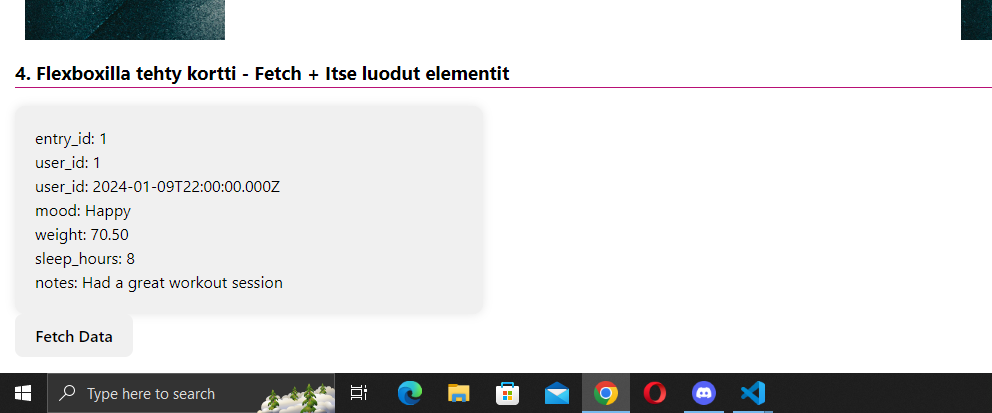 4. Flexboxilla tehty kortti - Fetch + Itse luodut elementit
entry_id: 1
user_id: 1
user_id: 2024-01-09T22:00:00.000Z
mood: Happy
weight: 70.50
sleep_hours: 8
notes: Had a great workout session
Fetch Data
Type here to search